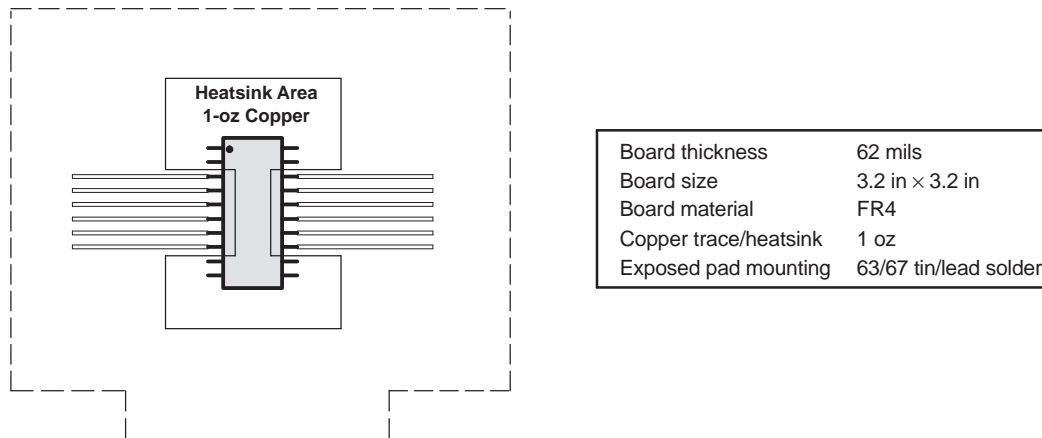 Heatsink Area
1-oz Copper
Board thickness 62 mils
Board size 3.2 in × 3.2 in
Board material FR4
Copper trace/heatsink 1 oz
Exposed pad mounting 63/67 tin/lead solder